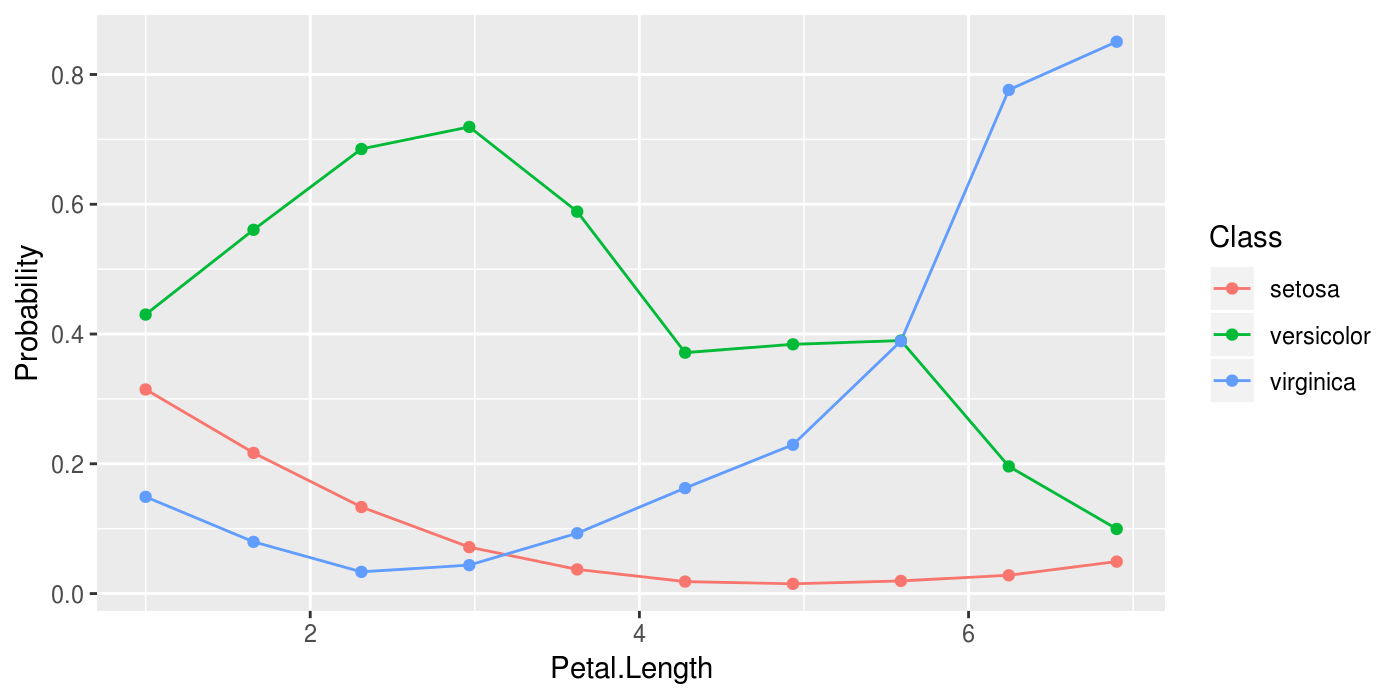 0.8
0.6
0.4
0.2
0.0
Probability
2 4 6
Petal.Length
Class
setosa
versicolor
virginica